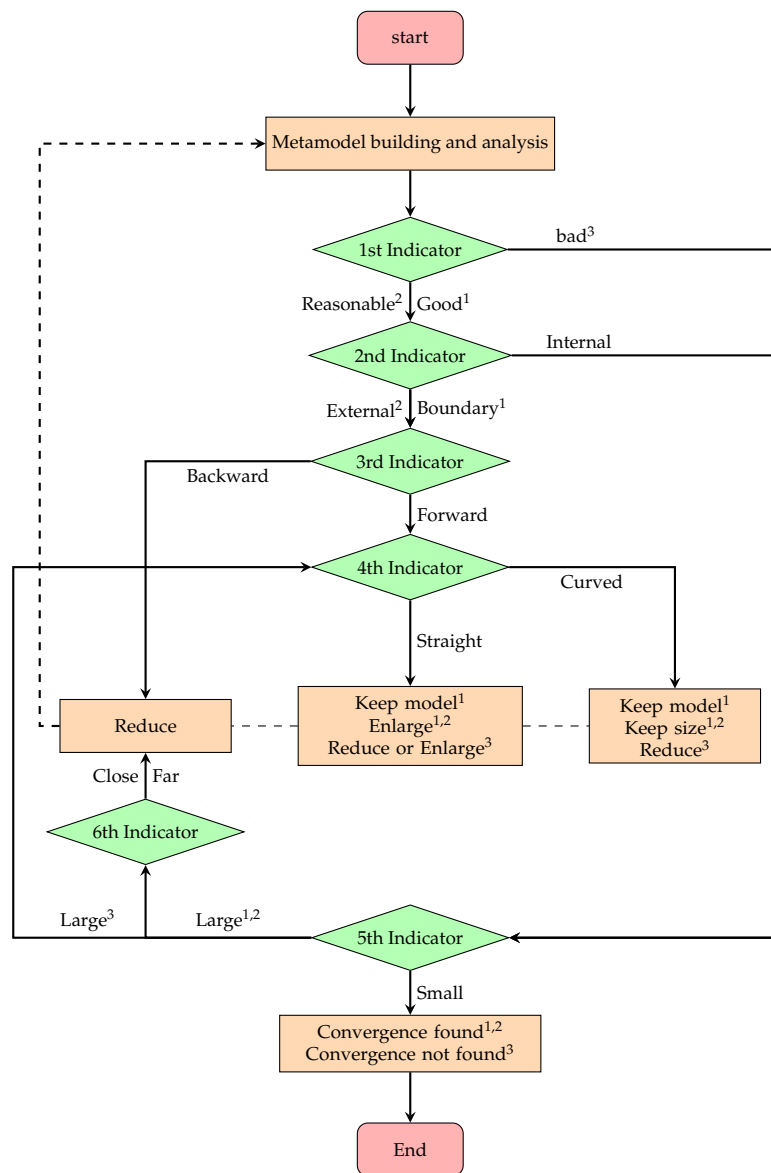 start
Metamodel building and analysis
1st Indicator
bad³
Reasonable² Good¹
2nd Indicator
Internal
External² Boundary¹
3rd Indicator
Backward
Forward
4th Indicator
Curved
Straight
Reduce
Keep model¹
Enlarge¹,²
Reduce or Enlarge³
Keep model¹
Keep size¹,²
Reduce³
Close Far
6th Indicator
Large³
Large¹,²
5th Indicator
Small
Convergence found¹,²
Convergence not found³
End